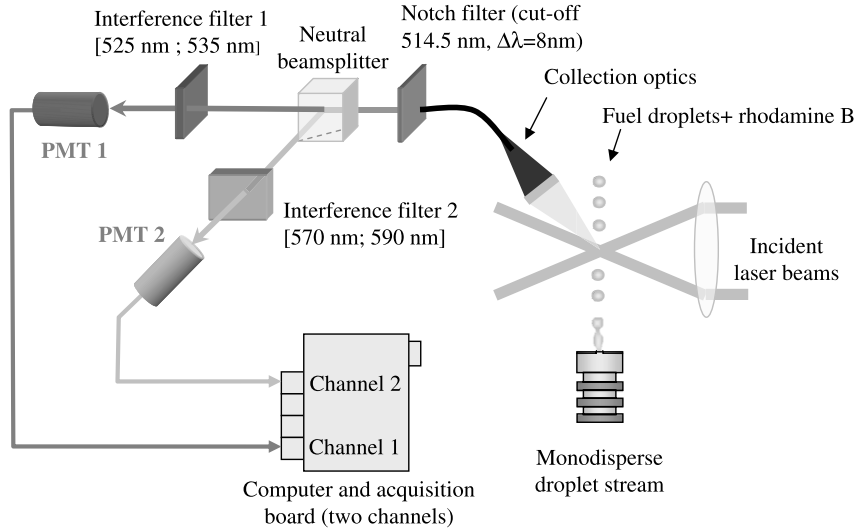 Interference filter 1
[525 nm ; 535 nm]
Neutral
beamsplitter
Notch filter (cut-off
514.5 nm, Δλ=8nm)
Collection optics
Fuel droplets+ rhodamine B
PMT 1
PMT 2
Interference filter 2
[570 nm; 590 nm]
Incident
laser beams
Channel 2
Channel 1
Monodisperse
droplet stream
Computer and acquisition
board (two channels)